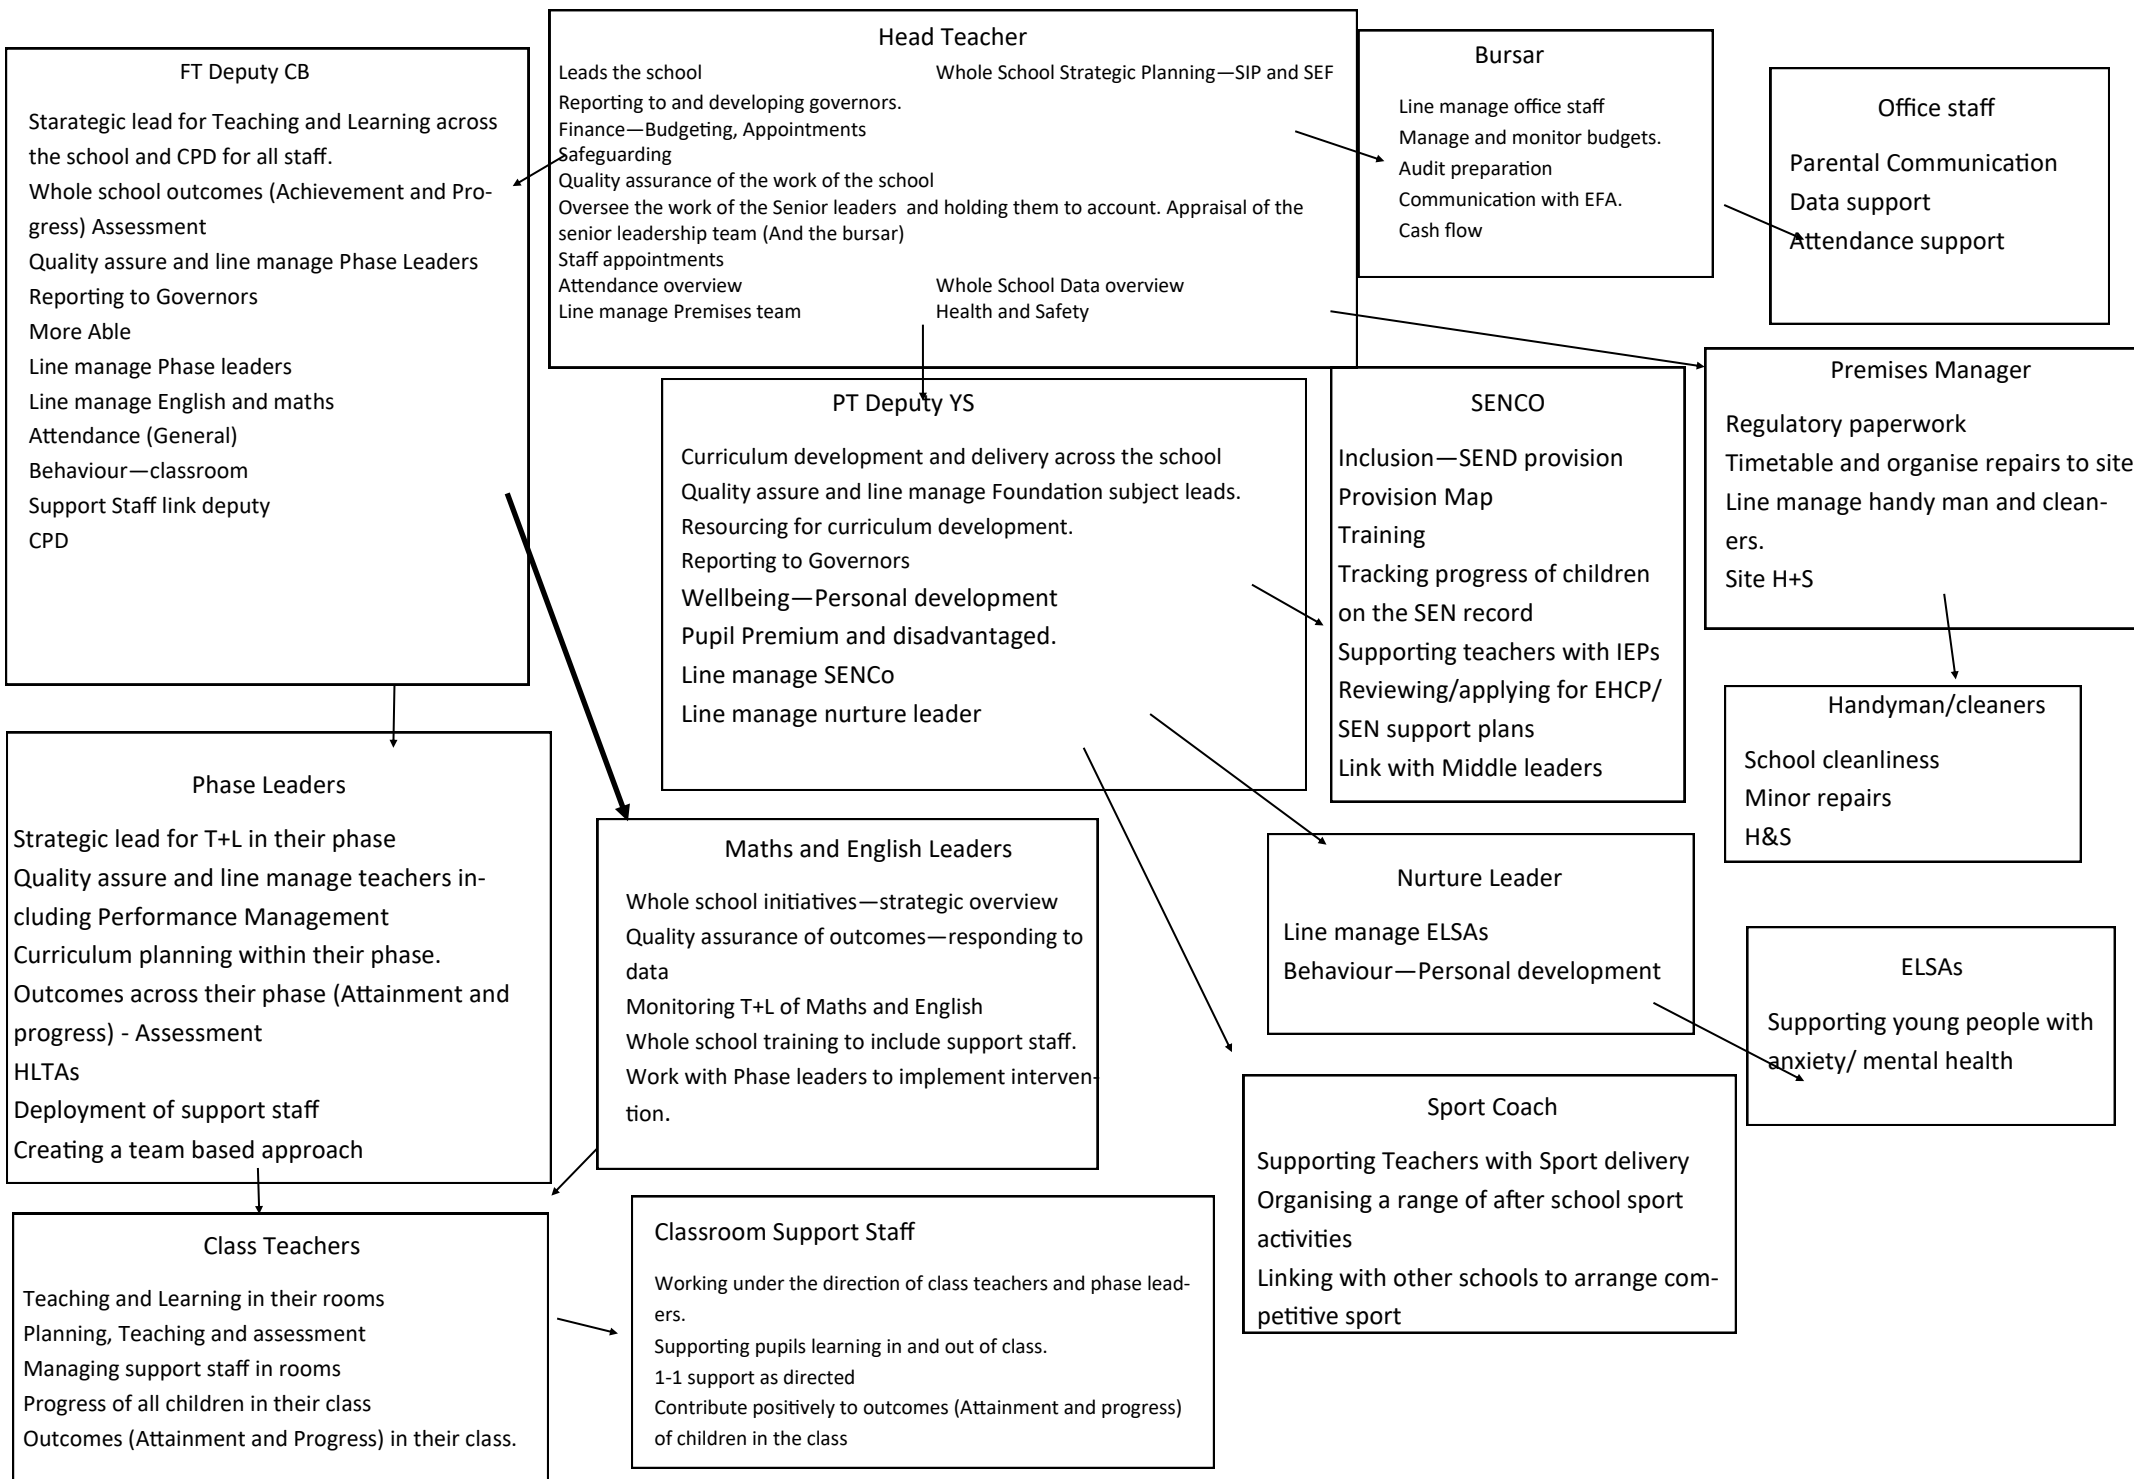 FT Deputy CB
Starategic lead for Teaching and Learning across
the school and CPD for all staff.
Whole school outcomes (Achievement and Pro-
gress) Assessment
Quality assure and line manage Phase Leaders
Reporting to Governors
More Able
Line manage Phase leaders
Line manage English and maths
Attendance (General)
Behaviour—classroom
Support Staff link deputy
CPD
Head Teacher
Leads the school Whole School Strategic Planning—SIP and SEF
Reporting to and developing governors.
Finance—Budgeting, Appointments
Safeguarding
Quality assurance of the work of the school
Oversee the work of the Senior leaders and holding them to account. Appraisal of the
senior leadership team (And the bursar)
Staff appointments
Attendance overview Whole School Data overview
Line manage Premises team Health and Safety
Bursar
Line manage office staff
Manage and monitor budgets.
Audit preparation
Communication with EFA.
Cash flow
Office staff
Parental Communication
Data support
Attendance support
PT Deputy YS
Curriculum development and delivery across the school
Quality assure and line manage Foundation subject leads.
Resourcing for curriculum development.
Reporting to Governors
Wellbeing—Personal development
Pupil Premium and disadvantaged.
Line manage SENCo
Line manage nurture leader
SENCO
Inclusion—SEND provision
Provision Map
Training
Tracking progress of children
on the SEN record
Supporting teachers with IEPs
Reviewing/applying for EHCP/
SEN support plans
Link with Middle leaders
Premises Manager
Regulatory paperwork
Timetable and organise repairs to site
Line manage handy man and clean-
ers.
Site H+S
Handyman/cleaners
School cleanliness
Minor repairs
H&S
Phase Leaders
Strategic lead for T+L in their phase
Quality assure and line manage teachers in-
cluding Performance Management
Curriculum planning within their phase.
Outcomes across their phase (Attainment and
progress) - Assessment
HLTAs
Deployment of support staff
Creating a team based approach
Maths and English Leaders
Whole school initiatives—strategic overview
Quality assurance of outcomes—responding to
data
Monitoring T+L of Maths and English
Whole school training to include support staff.
Work with Phase leaders to implement interven-
tion.
Nurture Leader
Line manage ELSAs
Behaviour—Personal development
ELSAs
Supporting young people with
anxiety/ mental health
Sport Coach
Supporting Teachers with Sport delivery
Organising a range of after school sport
activities
Linking with other schools to arrange com-
petitive sport
Class Teachers
Teaching and Learning in their rooms
Planning, Teaching and assessment
Managing support staff in rooms
Progress of all children in their class
Outcomes (Attainment and Progress) in their class.
Classroom Support Staff
Working under the direction of class teachers and phase lead-
ers.
Supporting pupils learning in and out of class.
1-1 support as directed
Contribute positively to outcomes (Attainment and progress)
of children in the class